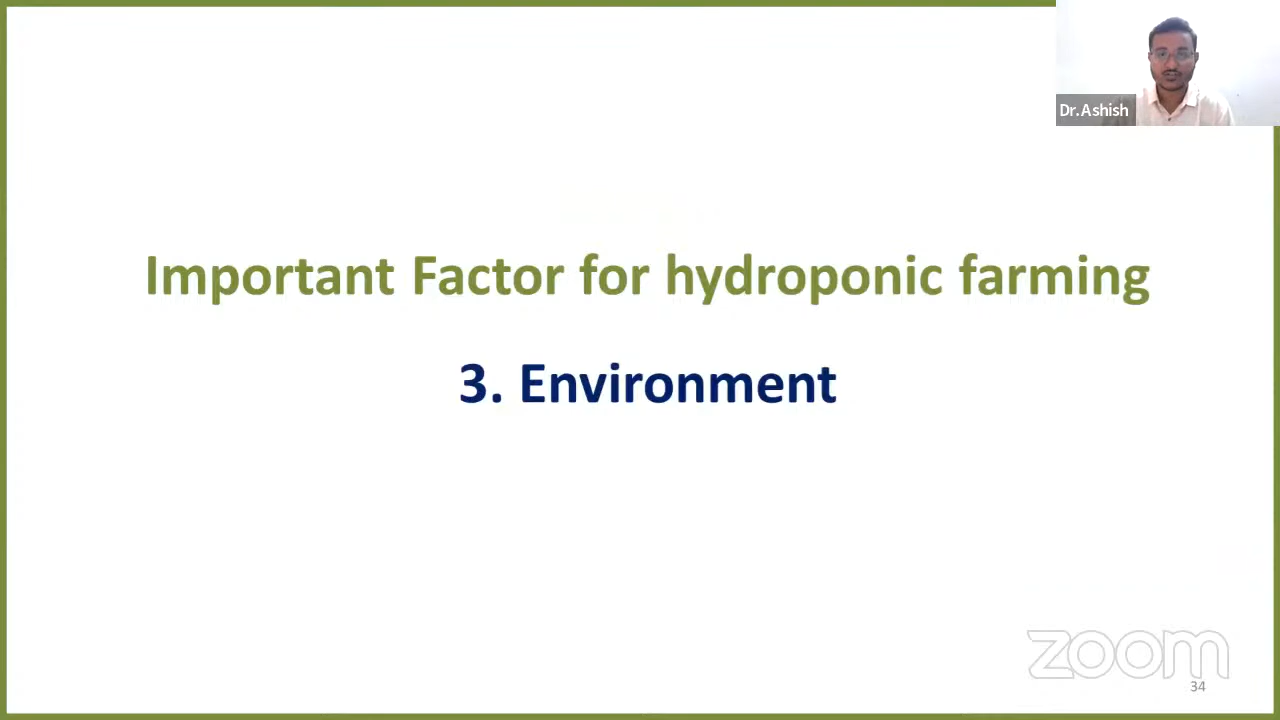 Dr.Ashish
Important Factor for hydroponic farming
3. Environment
zoom
34